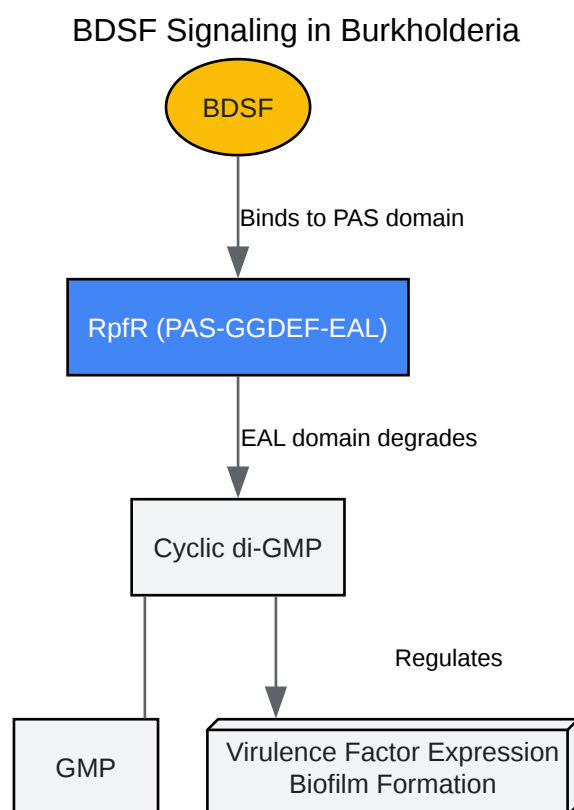 BDSF Signaling in Burkholderia
BDSF
Binds to PAS domain
RpfR (PAS-GGDEF-EAL)
EAL domain degrades
Cyclic di-GMP
Regulates
GMP
Virulence Factor Expression
Biofilm Formation